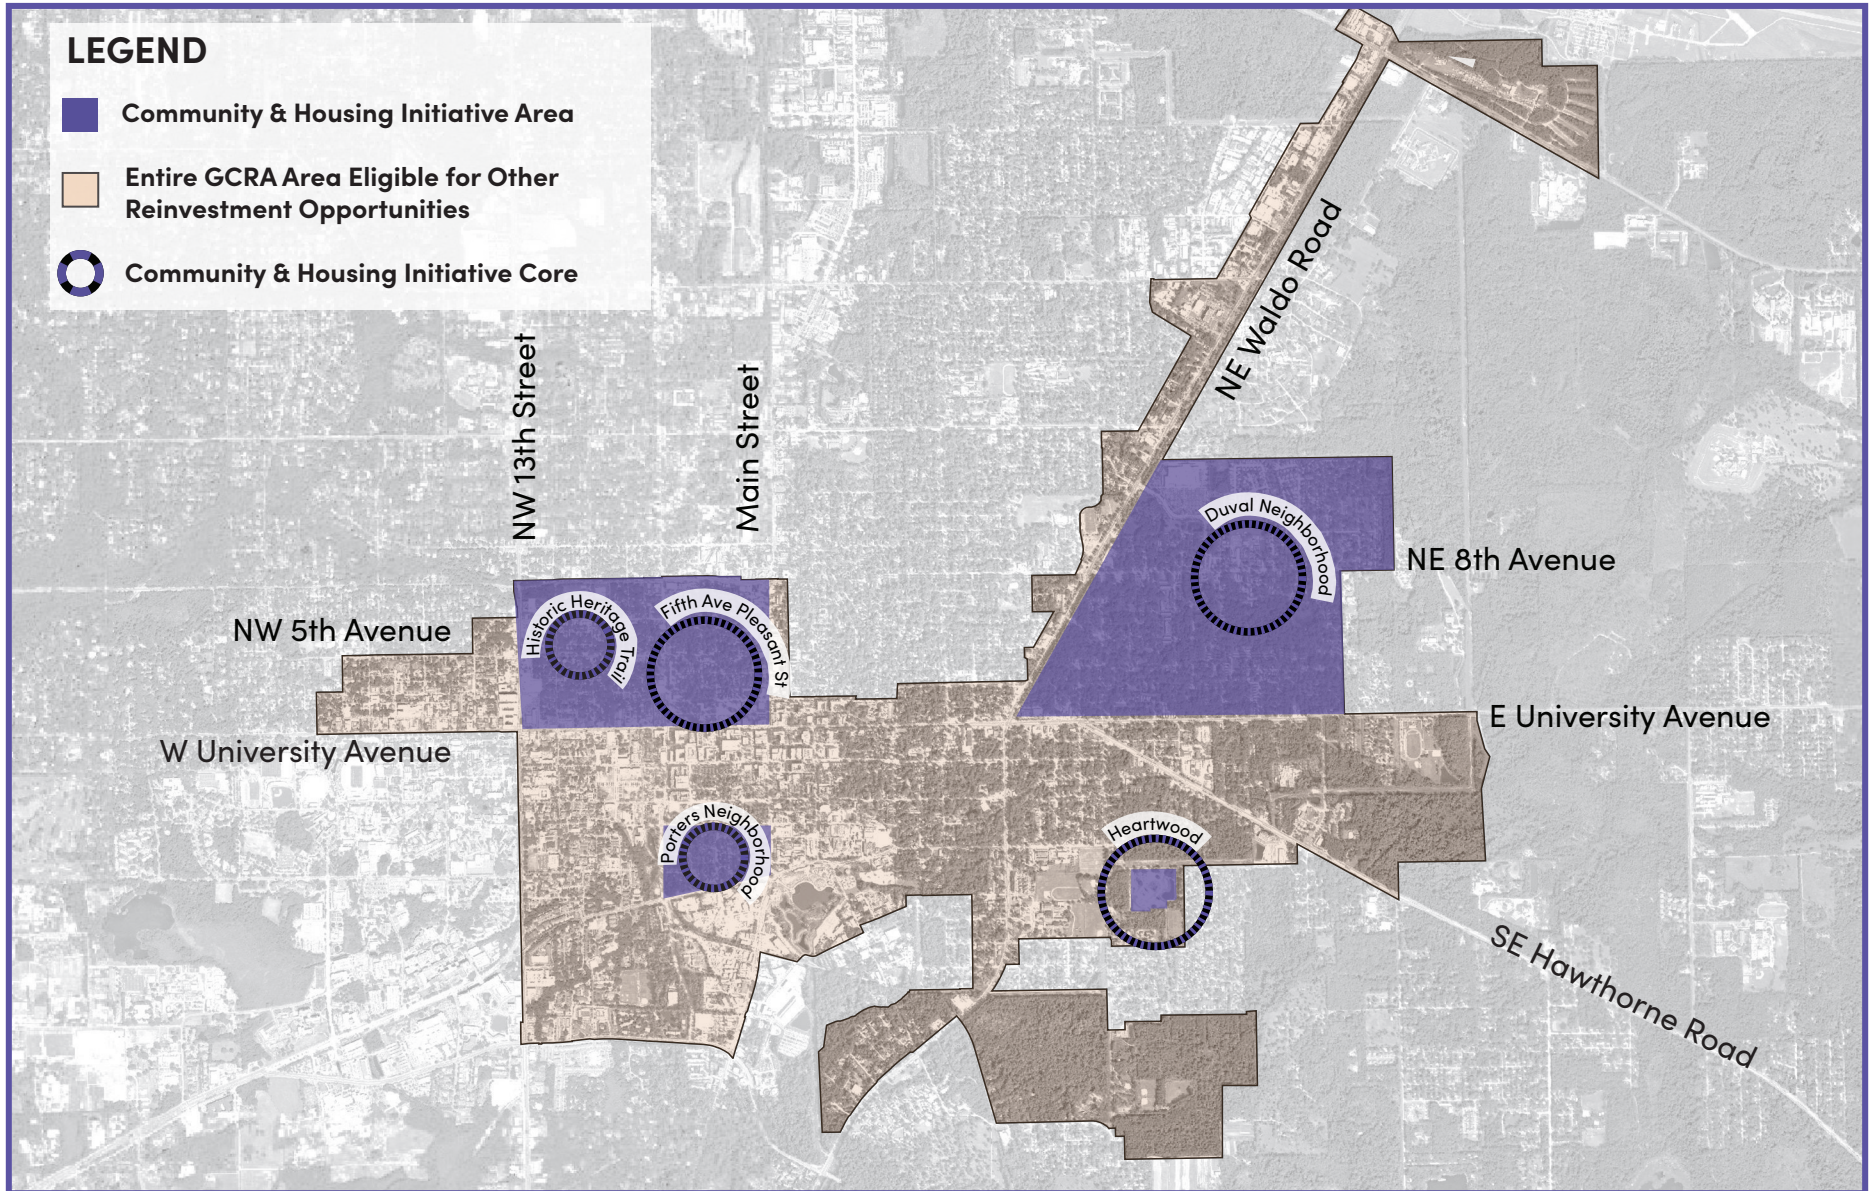 LEGEND
Community & Housing Initiative Area
Entire GCRA Area Eligible for Other
Reinvestment Opportunities
Community & Housing Initiative Core
NW 13th Street
Main Street
NE Waldo Road
Duval Neighborhood
NE 8th Avenue
NW 5th Avenue
Historic Heritage Trail
Fifth Ave Pleasant St
W University Avenue
E University Avenue
Porters Neighborhood
Heartwood
SE Hawthorne Road